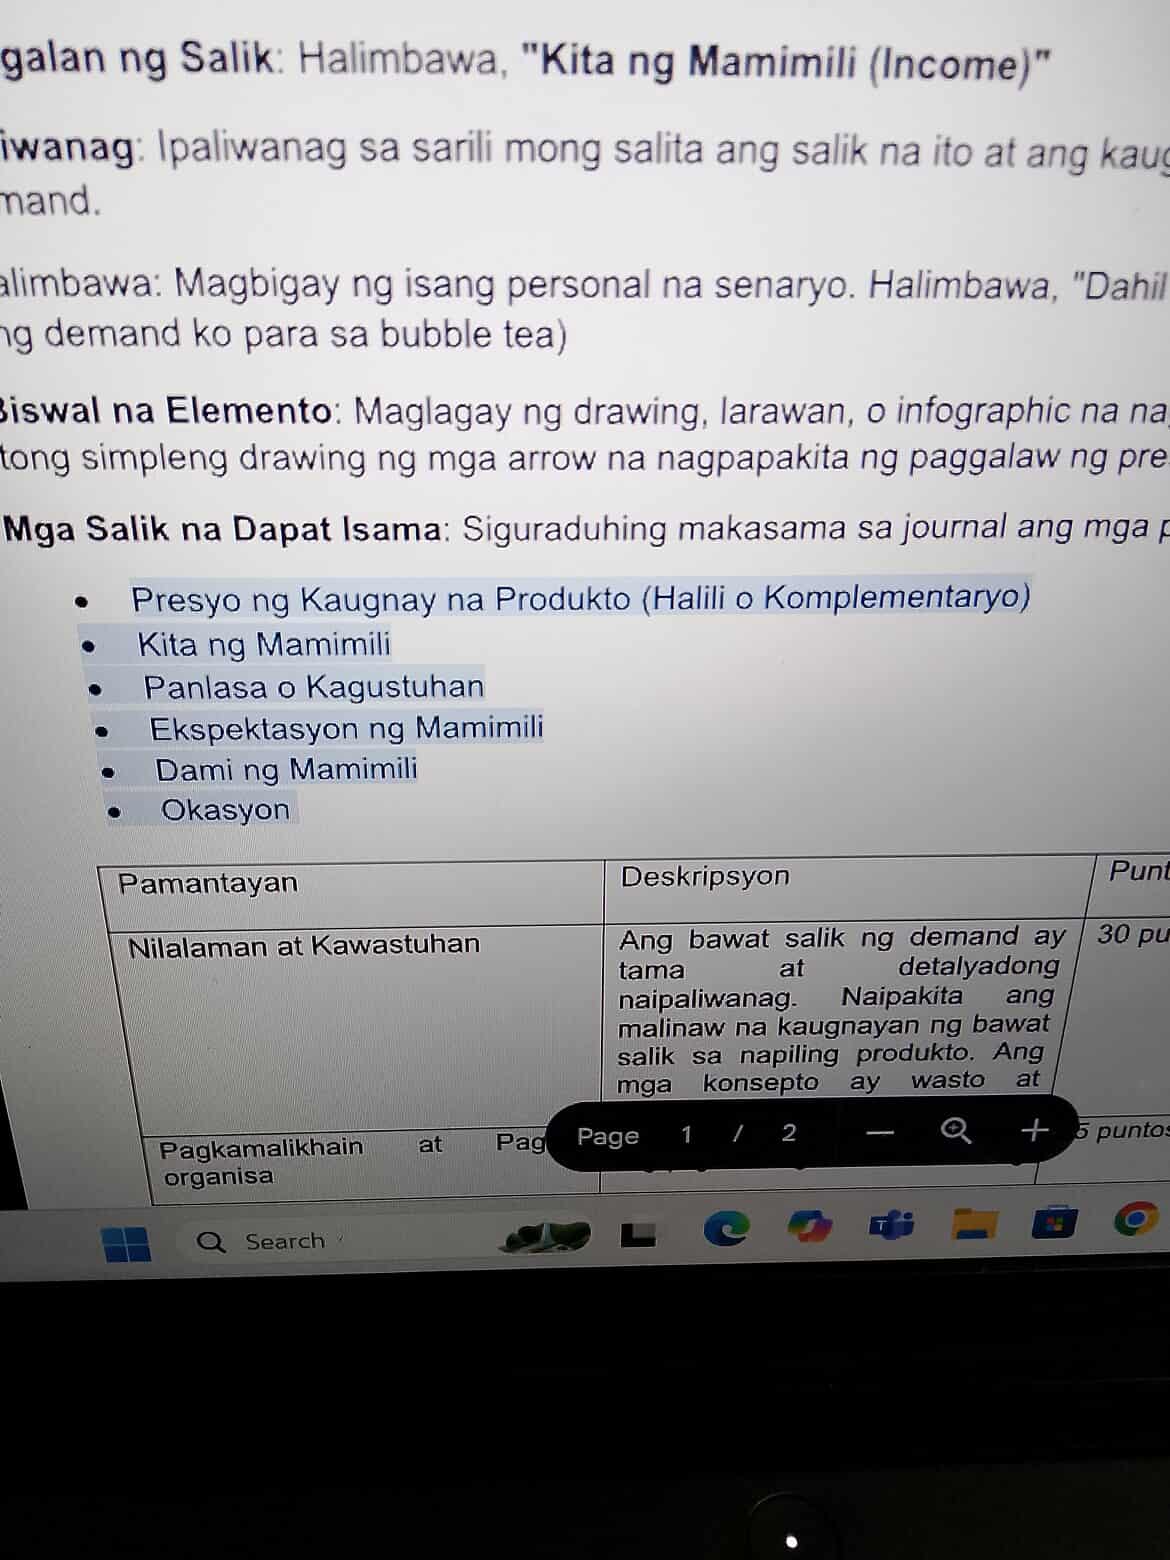 galan ng Salik: Halimbawa, "Kita ng Mamimili (Income)"
iwanag: Ipaliwanag sa sarili mong salita ang salik na ito at ang kaug
mand.
alimbawa: Magbigay ng isang personal na senaryo. Halimbawa, "Dahil
ng demand ko para sa bubble tea)
Biswal na Elemento: Maglagay ng drawing, larawan, o infographic na na
tong simpleng drawing ng mga arrow na nagpapakita ng paggalaw ng pre
Mga Salik na Dapat Isama: Siguraduhing makasama sa journal ang mga p
• Presyo ng Kaugnay na Produkto (Halili o Komplementaryo)
• Kita ng Mamimili
• Panlasa o Kagustuhan
• Ekspektasyon ng Mamimili
• Dami ng Mamimili
• Okasyon
Pamantayan Deskripsyon Punt
Nilalaman at Kawastuhan
Ang bawat salik ng demand ay
tama at detalyadong
naipaliwanag. Naipakita ang
malinaw na kaugnayan ng bawat
salik sa napiling produkto. Ang
mga konsepto ay wasto at
30 pu
Pagkamalikhain at Pag
organisa
5 puntos
Page 1 / 2
Search